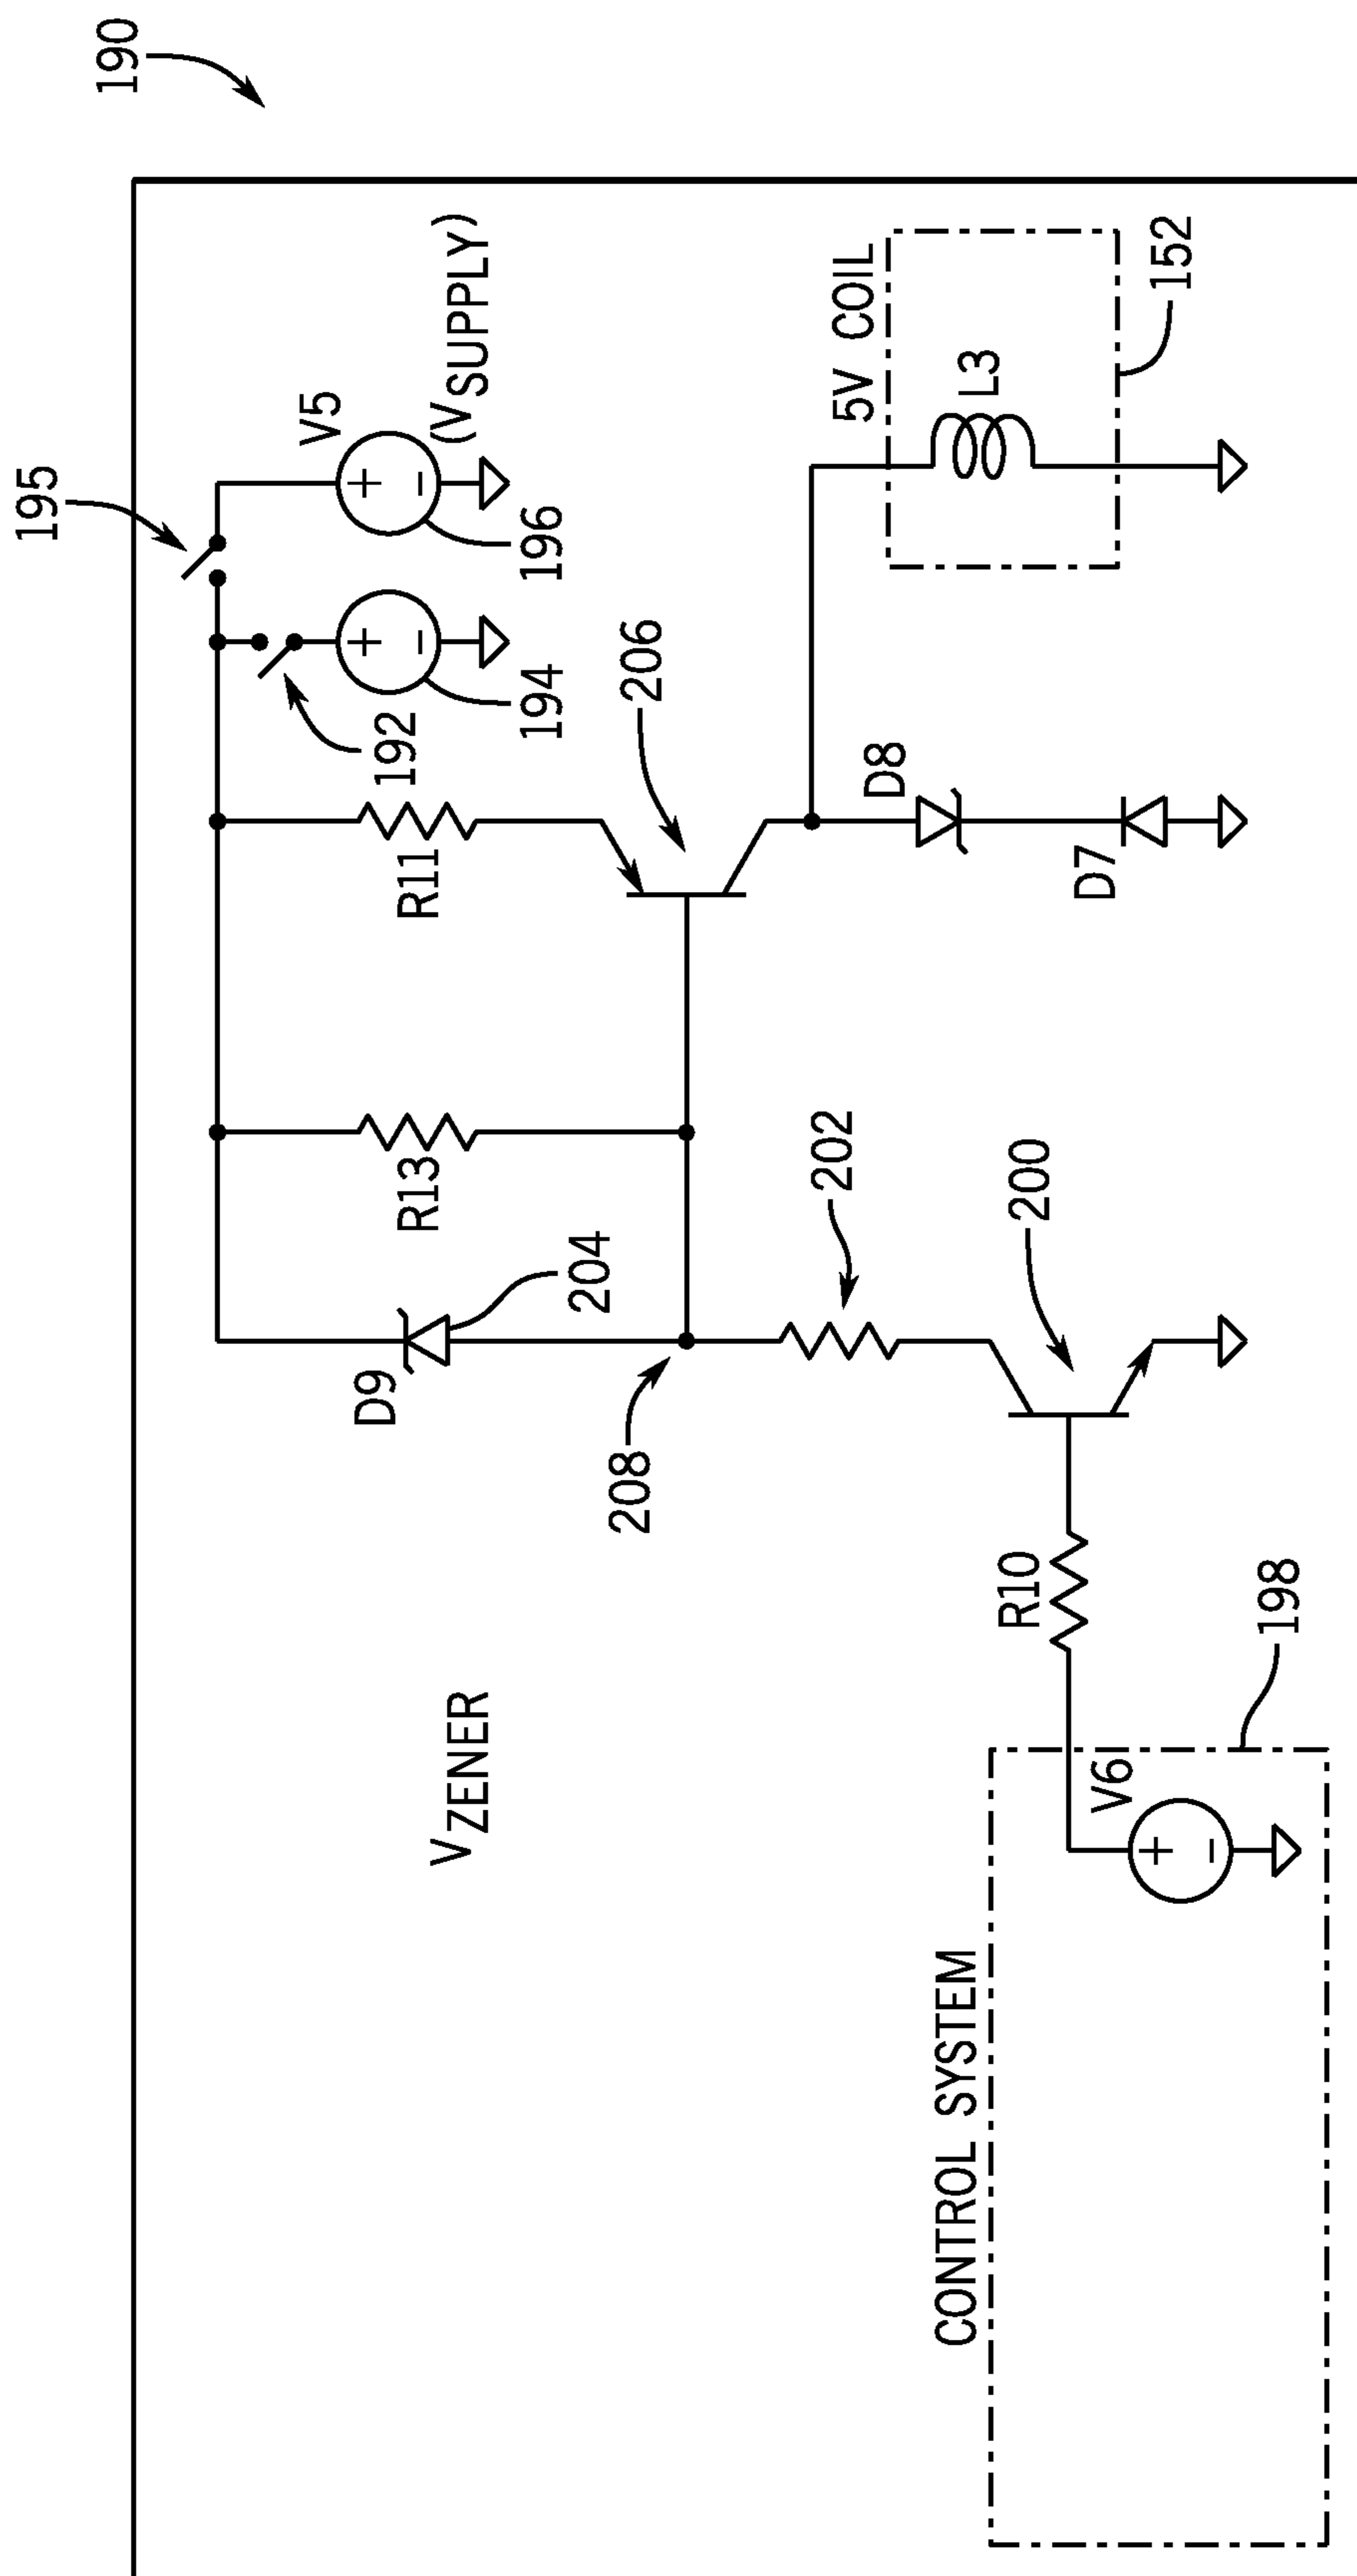 190
195
V5
(VSUPPLY)
196
194
192
R11
206
5V COIL
L3
152
D8
D7
R13
D9
204
208
202
200
VZENER
R10
198
V6
CONTROL SYSTEM